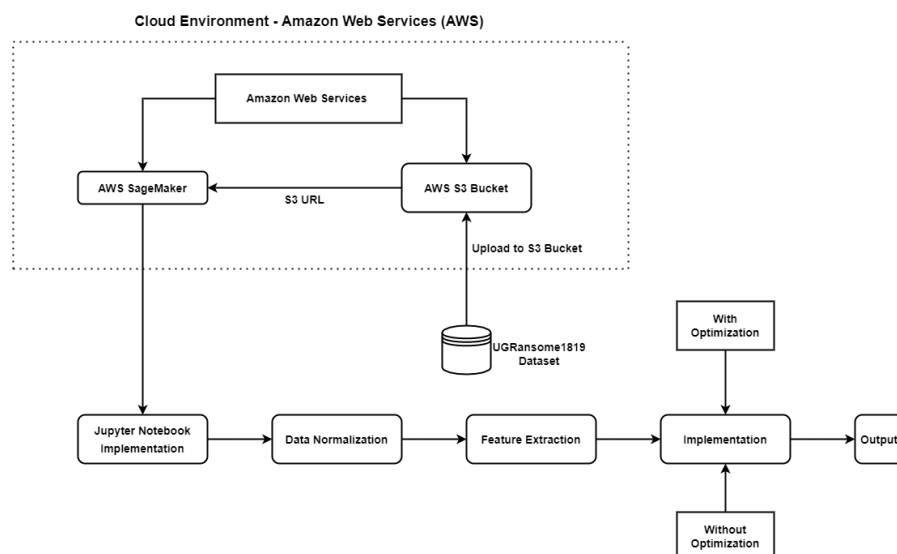 Cloud Environment - Amazon Web Services (AWS)
Amazon Web Services
AWS SageMaker
AWS S3 Bucket
S3 URL
Upload to S3 Bucket
UGRansome1819
Dataset
With
Optimization
Jupyter Notebook
Implementation
Data Normalization
Feature Extraction
Implementation
Output
Without
Optimization